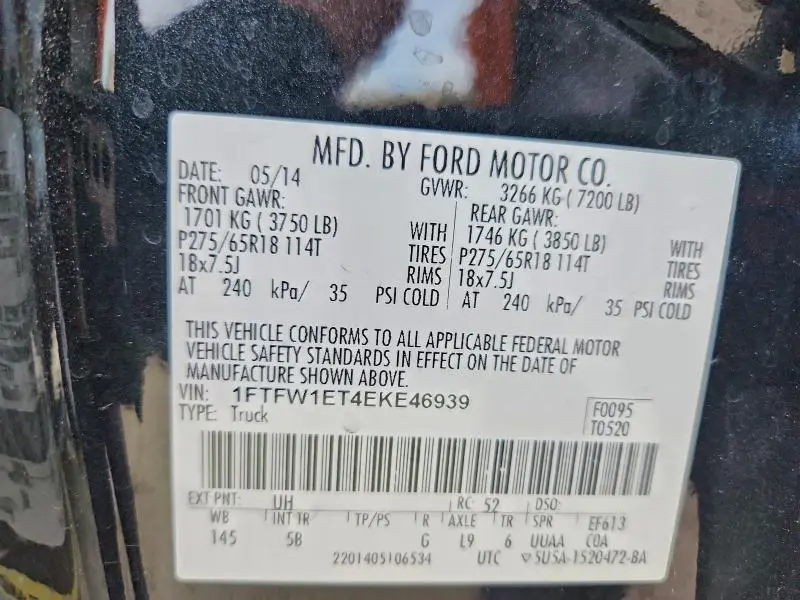 MFD. BY FORD MOTOR CO.
DATE: 05/14 GVWR: 3266 KG ( 7200 LB)
FRONT GAWR: REAR GAWR:
1701 KG ( 3750 LB) WITH 1746 KG ( 3850 LB) WITH
P275/65R18 114T TIRES P275/65R18 114T TIRES
18x7.5J RIMS 18x7.5J RIMS
AT 240 kPa/ 35 PSI COLD AT 240 kPa/ 35 PSI COLD
THIS VEHICLE CONFORMS TO ALL APPLICABLE FEDERAL MOTOR
VEHICLE SAFETY STANDARDS IN EFFECT ON THE DATE OF
MANUFACTURE SHOWN ABOVE.
VIN: 1FTFW1ET4EKE46939 F0095
TYPE: Truck T0520
EXT PNT: UH RC: 52 DSO:
WB INT TR TP/PS R AXLE TR SPR EF613
145 5B G L9 6 UUAA COA
2201405106534 UTC ▽5U5A-1520472-BA